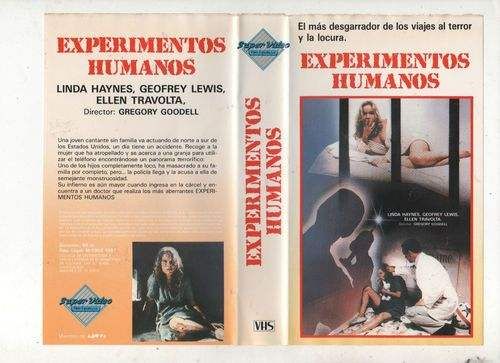 Super Video
EXPERIMENTOS
HUMANOS
LINDA HAYNES, GEOFREY LEWIS,
ELLEN TRAVOLTA,
Director: GREGORY GOODELL
Una joven cantante sin familia va actuando de norte a sur de
los Estados Unidos, un día tiene un accidente. Recoge a la
mujer que ha atropellado y se acerca a una granja para utili-
zar el teléfono encontrándose un panorama terrorífico:
Uno de los hijos completamente loco, ha masacrado a su fa-
milia por completo, pero... la policía llega y la acusa a ella de
semejante monstruosidad.
Su infierno es aún mayor cuando ingresa en la cárcel y en-
cuentra a un doctor que realiza los más aberrantes EXPERI-
MENTOS HUMANOS
Super Video
Super Video
EXPERIMENTOS
HUMANOS
VHS
El más desgarrador de los viajes al terror
y la locura.
EXPERIMENTOS
HUMANOS
LINDA HAYNES, GEOFREY LEWIS,
ELLEN TRAVOLTA,
Director: GREGORY GOODELL